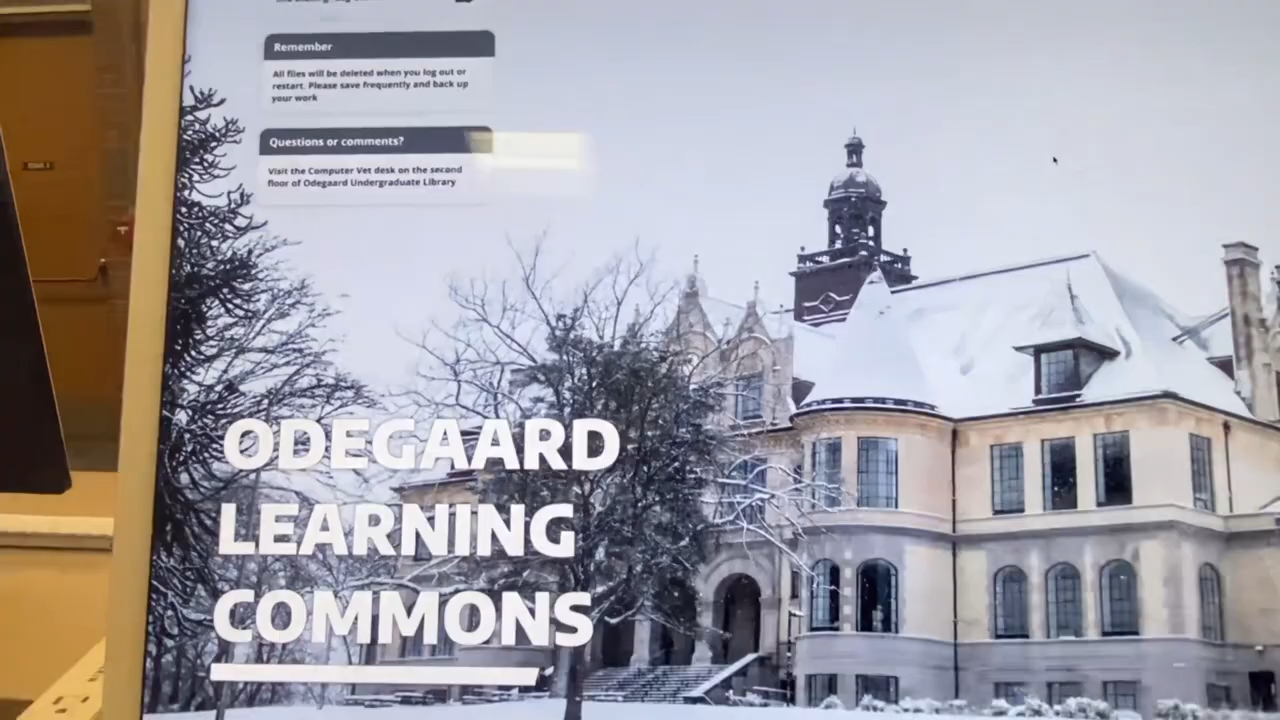 Remember
All files will be deleted when you log out or
restart. Please save frequently and back up
your work
Questions or comments?
Visit the Computer Vet desk on the second
floor of Odegaard Undergraduate Library
ODEGAARD
LEARNING
COMMONS